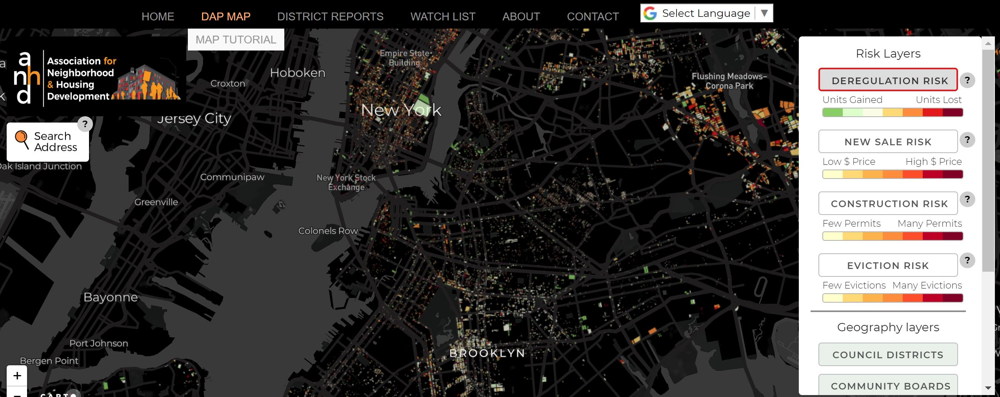 HOME
DAP MAP
DISTRICT REPORTS
WATCH LIST
ABOUT
CONTACT
Select Language ▼
MAP TUTORIAL
a
nh
d
Association for
Neighborhood
& Housing
Development
?
Search
Address
Hoboken
Croxton
Jersey City
Oak Island Junction
Communipaw
Greenville
Bayonne
Port Johnson
Bergen Point
Empire State
Building
New York
New York Stock
Exchange
Colonels Row
Flushing Meadows–
Corona Park
BROOKLYN
+
−
CARTO
Risk Layers
DEREGULATION RISK
?
Units Gained
Units Lost
NEW SALE RISK
?
Low $ Price
High $ Price
CONSTRUCTION RISK
?
Few Permits
Many Permits
EVICTION RISK
?
Few Evictions
Many Evictions
Geography layers
COUNCIL DISTRICTS
COMMUNITY BOARDS